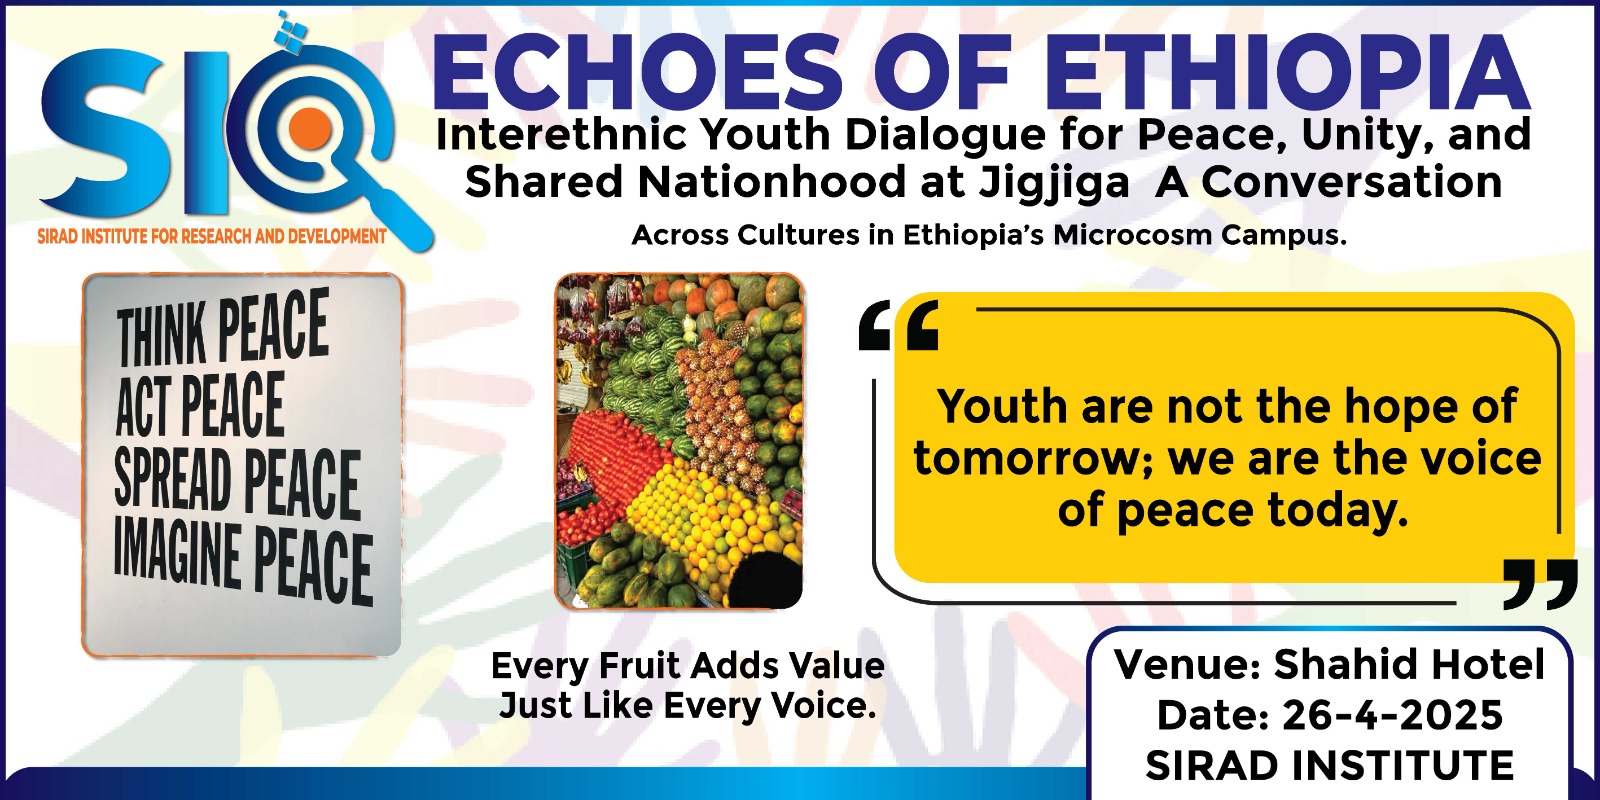 SIQ
SIRAD INSTITUTE FOR RESEARCH AND DEVELOPMENT
ECHOES OF ETHIOPIA
Interethnic Youth Dialogue for Peace, Unity, and
Shared Nationhood at Jigjiga A Conversation
Across Cultures in Ethiopia’s Microcosm Campus.
THINK PEACE
ACT PEACE
SPREAD PEACE
IMAGINE PEACE
Every Fruit Adds Value
Just Like Every Voice.
“
Youth are not the hope of
tomorrow; we are the voice
of peace today.
”
Venue: Shahid Hotel
Date: 26-4-2025
SIRAD INSTITUTE